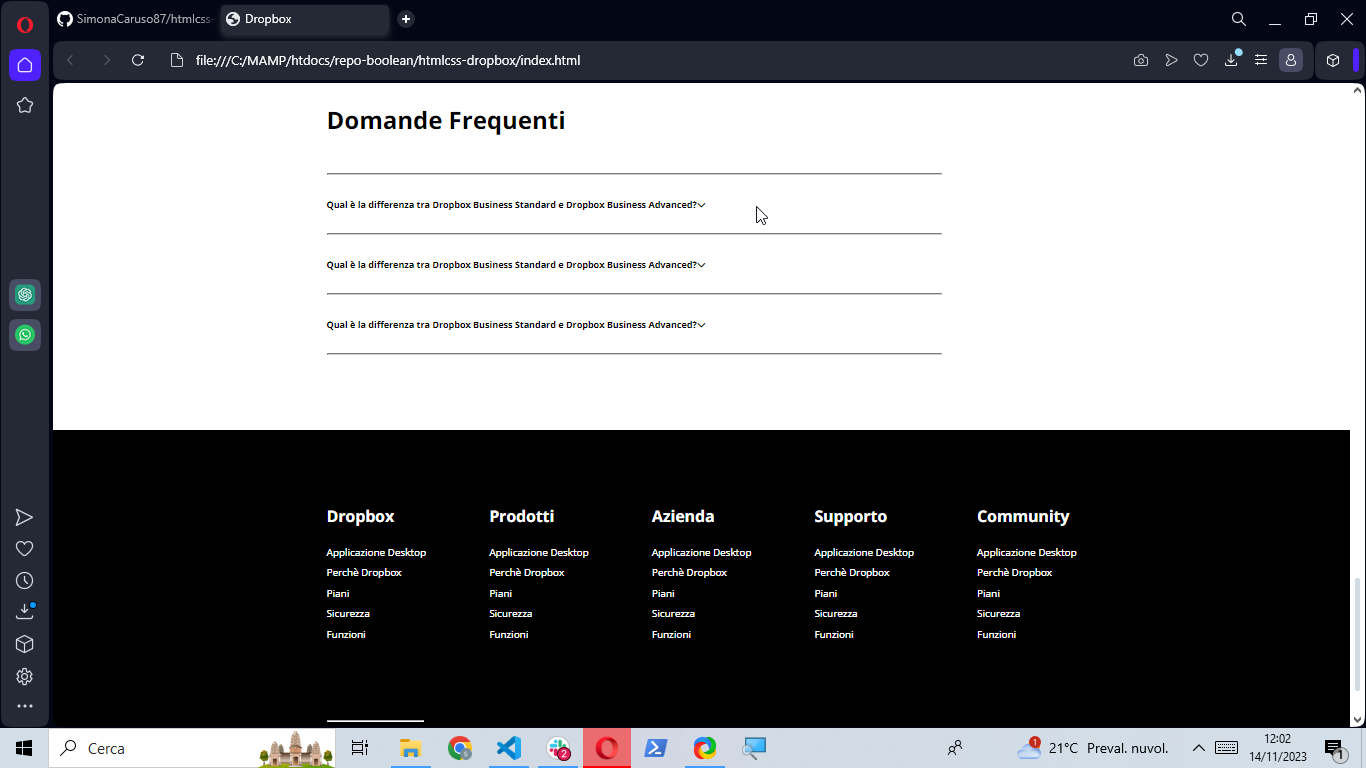 SimonaCaruso87/htmlcss-
Dropbox
file:///C:/MAMP/htdocs/repo-boolean/htmlcss-dropbox/index.html
Domande Frequenti
Qual è la differenza tra Dropbox Business Standard e Dropbox Business Advanced?
Qual è la differenza tra Dropbox Business Standard e Dropbox Business Advanced?
Qual è la differenza tra Dropbox Business Standard e Dropbox Business Advanced?
Dropbox Prodotti Azienda Supporto Community
Applicazione Desktop Applicazione Desktop Applicazione Desktop Applicazione Desktop Applicazione Desktop
Perchè Dropbox Perchè Dropbox Perchè Dropbox Perchè Dropbox Perchè Dropbox
Piani Piani Piani Piani Piani
Sicurezza Sicurezza Sicurezza Sicurezza Sicurezza
Funzioni Funzioni Funzioni Funzioni Funzioni
Cerca
S
2
1
21°C Preval. nuvol.
12:02
14/11/2023
1